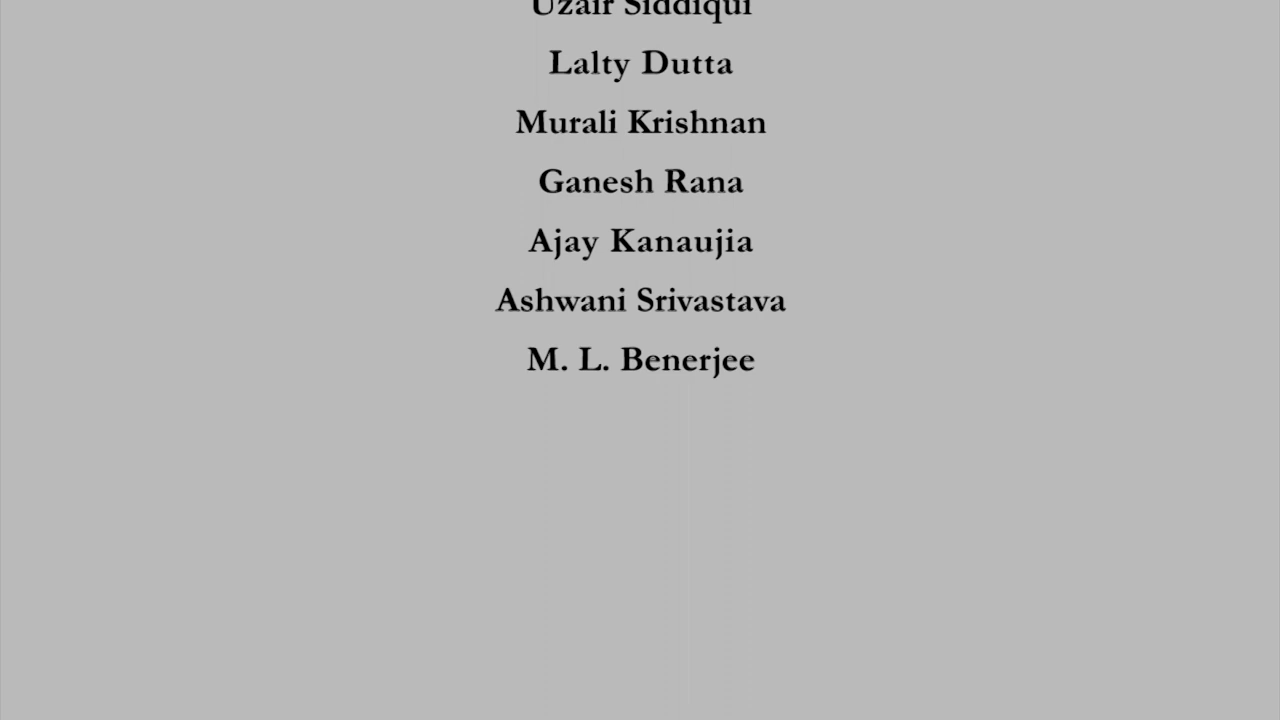 Uzair Siddiqui
Lalty Dutta
Murali Krishnan
Ganesh Rana
Ajay Kanaujia
Ashwani Srivastava
M. L. Benerjee